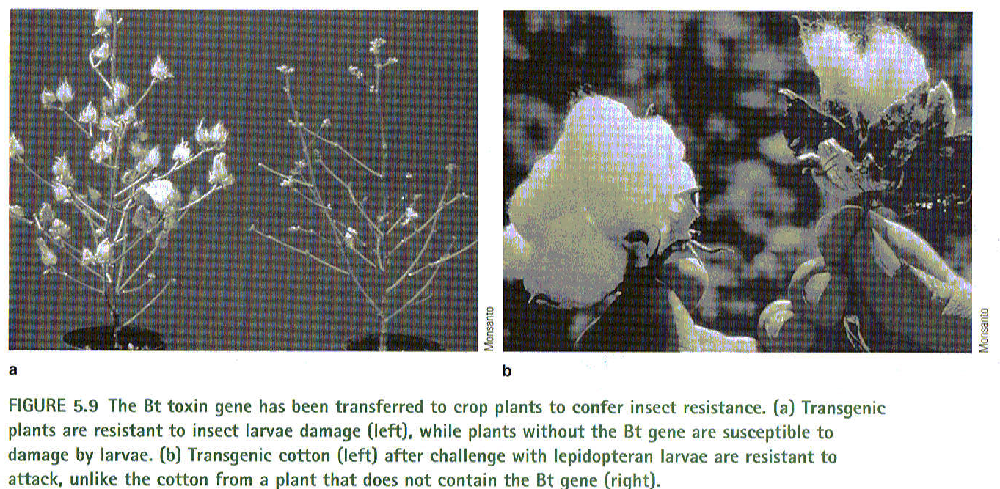 Monsanto
Monsanto
a
b
FIGURE 5.9 The Bt toxin gene has been transferred to crop plants to confer insect resistance. (a) Transgenic
plants are resistant to insect larvae damage (left), while plants without the Bt gene are susceptible to
damage by larvae. (b) Transgenic cotton (left) after challenge with lepidopteran larvae are resistant to
attack, unlike the cotton from a plant that does not contain the Bt gene (right).